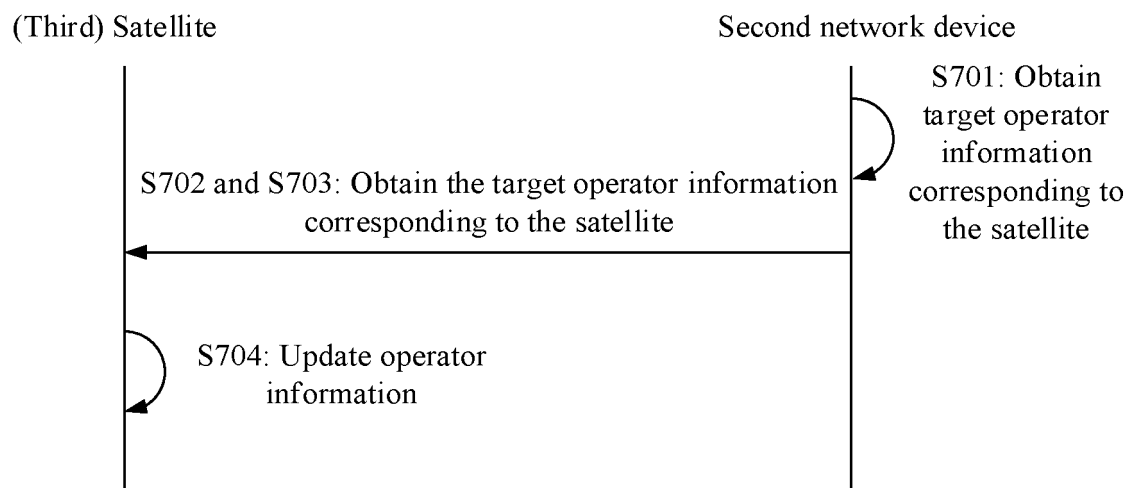 (Third) Satellite
Second network device
S701: Obtain
target operator
information
corresponding to
the satellite
S702 and S703: Obtain the target operator information
corresponding to the satellite
S704: Update operator
information